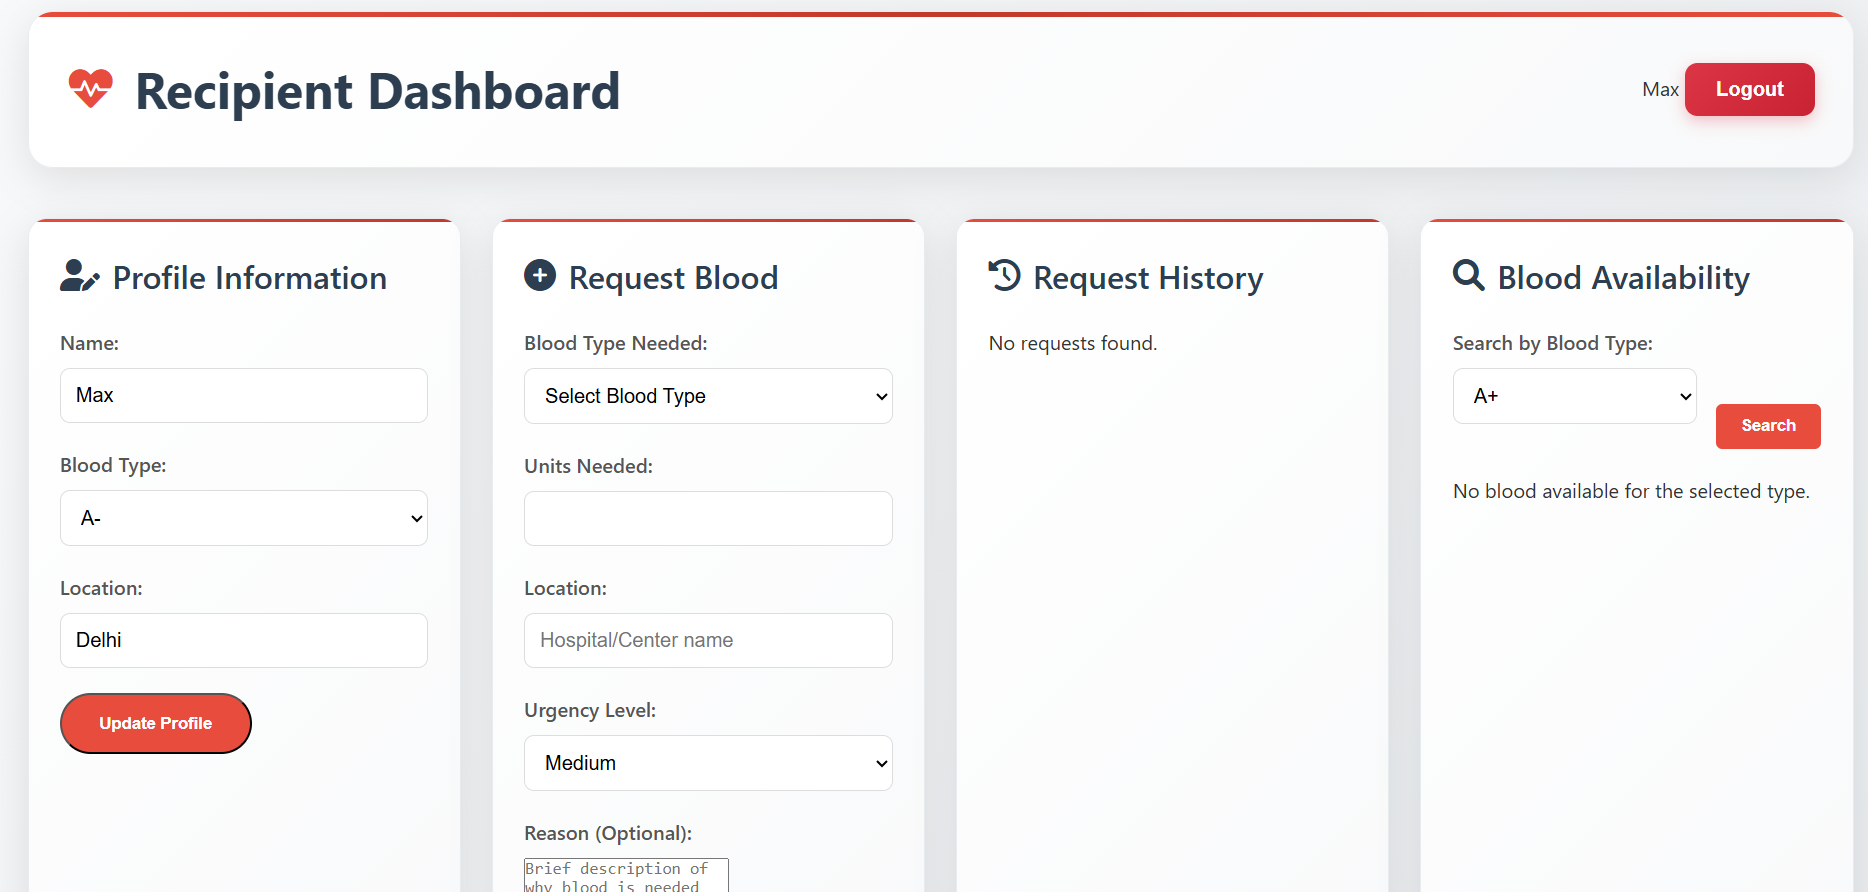 Recipient Dashboard
Max
Logout
Profile Information
Name:
Max
Blood Type:
A-
Location:
Delhi
Update Profile
Request Blood
Blood Type Needed:
Select Blood Type
Units Needed:
Location:
Hospital/Center name
Urgency Level:
Medium
Reason (Optional):
Brief description of
why blood is needed
Request History
No requests found.
Blood Availability
Search by Blood Type:
A+
Search
No blood available for the selected type.